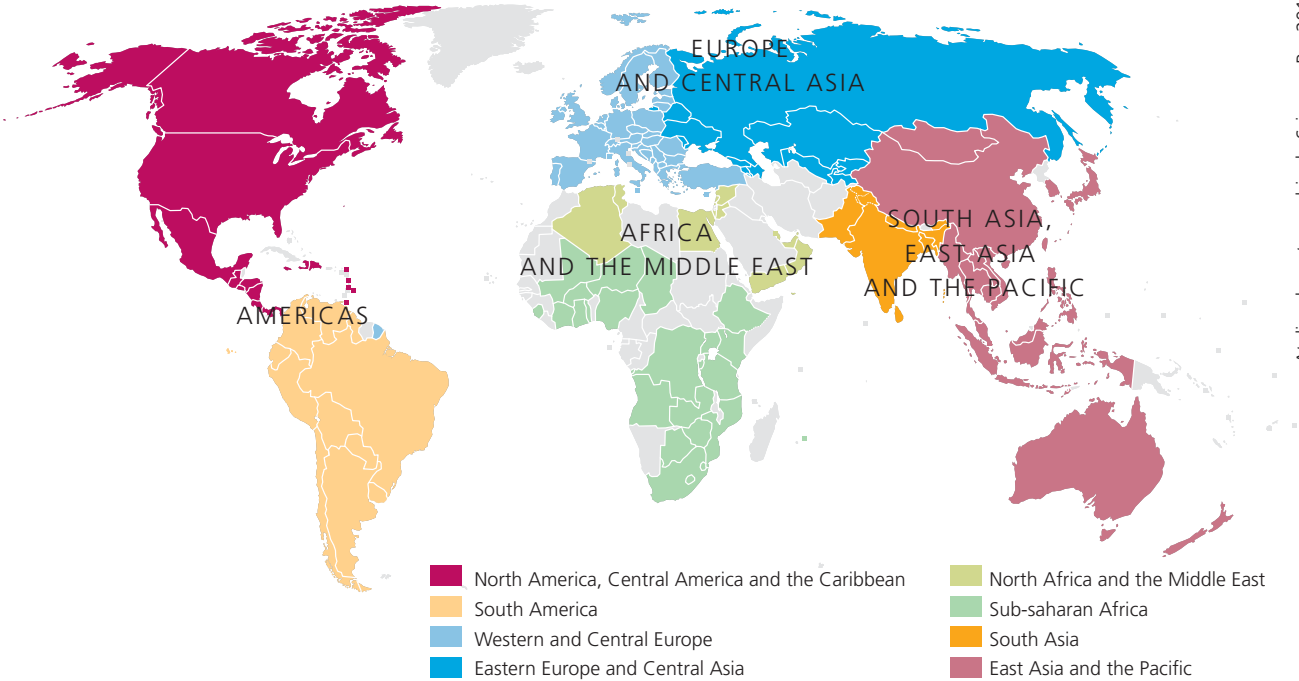 EUROPE
AND CENTRAL ASIA
AFRICA
AND THE MIDDLE EAST
SOUTH ASIA,
EAST ASIA
AND THE PACIFIC
AMERICAS
North America, Central America and the Caribbean
South America
Western and Central Europe
Eastern Europe and Central Asia
North Africa and the Middle East
Sub-saharan Africa
South Asia
East Asia and the Pacific